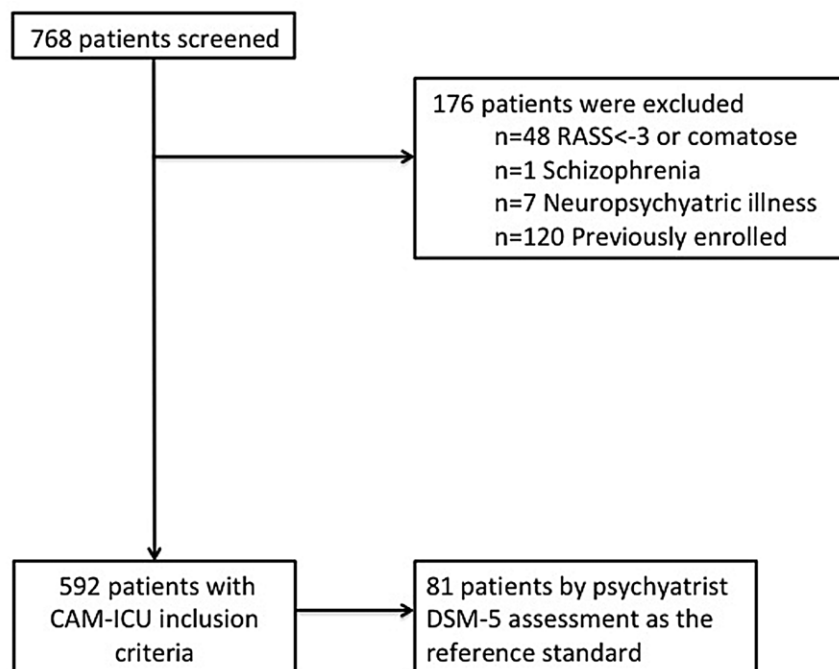 768 patients screened
176 patients were excluded
n=48 RASS<-3 or comatose
n=1 Schizophrenia
n=7 Neuropsychyatric illness
n=120 Previously enrolled
592 patients with
CAM-ICU inclusion
criteria
81 patients by psychyatrist
DSM-5 assessment as the
reference standard